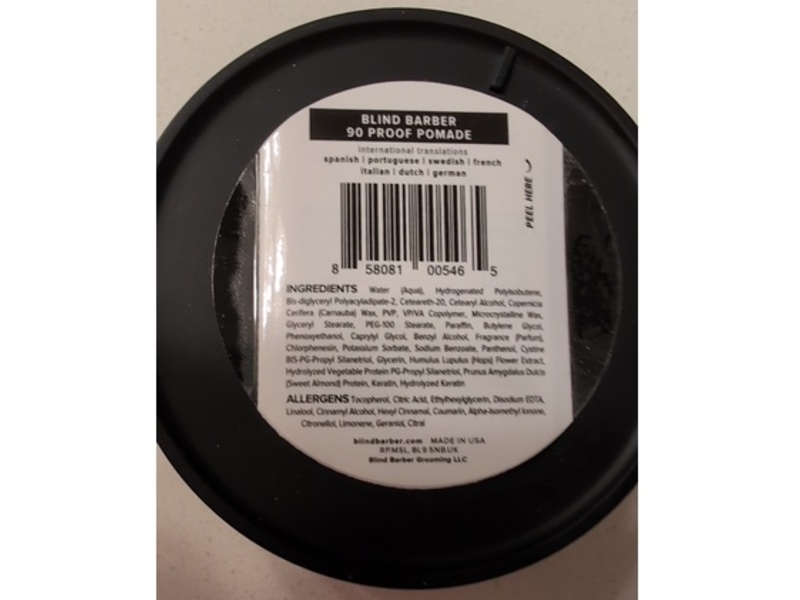 BLIND BARBER
90 PROOF POMADE
international translations
spanish | portuguese | swedish | french
italian | dutch | german
PEEL HERE
8 58081 00546 5
INGREDIENTS Water (Aqua), Hydrogenated Polyisobutene,
Bis-diglyceryl Polyacyladipate-2, Ceteareth-20, Cetearyl Alcohol, Copernicia
Cerifera (Carnauba) Wax, PVP, VP/VA Copolymer, Microcrystalline Wax,
Glyceryl Stearate, PEG-100 Stearate, Paraffin, Butylene Glycol,
Phenoxyethanol, Caprylyl Glycol, Benzyl Alcohol, Fragrance (Parfum),
Chlorphenesin, Potassium Sorbate, Sodium Benzoate, Panthenol, Cystine
BIS-PG-Propyl Silanetriol, Glycerin, Humulus Lupulus (Hops) Flower Extract,
Hydrolyzed Vegetable Protein PG-Propyl Silanetriol, Prunus Amygdalus Dulcis
(Sweet Almond) Protein, Keratin, Hydrolyzed Keratin
ALLERGENS Tocopherol, Citric Acid, Ethylhexylglycerin, Disodium EDTA,
Linalool, Cinnamyl Alcohol, Hexyl Cinnamal, Coumarin, Alpha-Isomethyl Ionone,
Citronellol, Limonene, Geraniol, Citral
blindbarber.com MADE IN USA
RP.MSL, BL9 5NB.UK
Blind Barber Grooming LLC